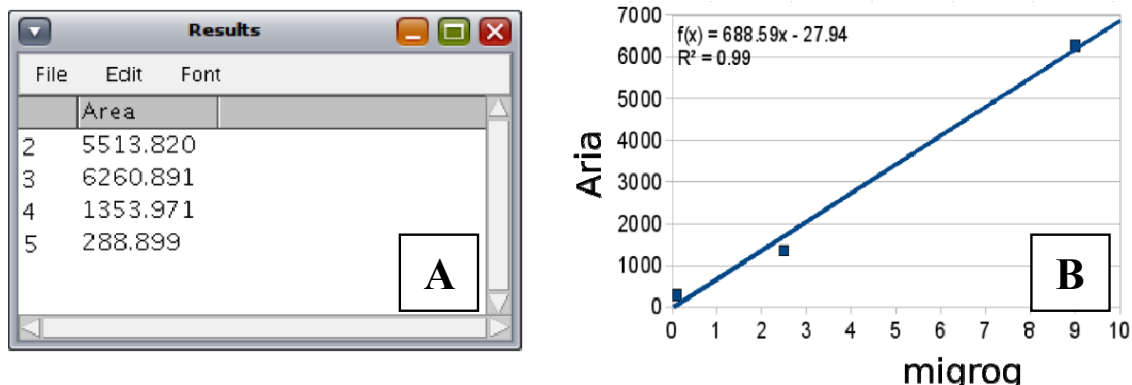 Results
File Edit Font
Area
2 5513.820
3 6260.891
4 1353.971
5 288.899
A
7000
6000
5000
4000
3000
2000
1000
0
f(x) = 688.59x - 27.94
R² = 0.99
Aria
B
0 1 2 3 4 5 6 7 8 9 10
migrog